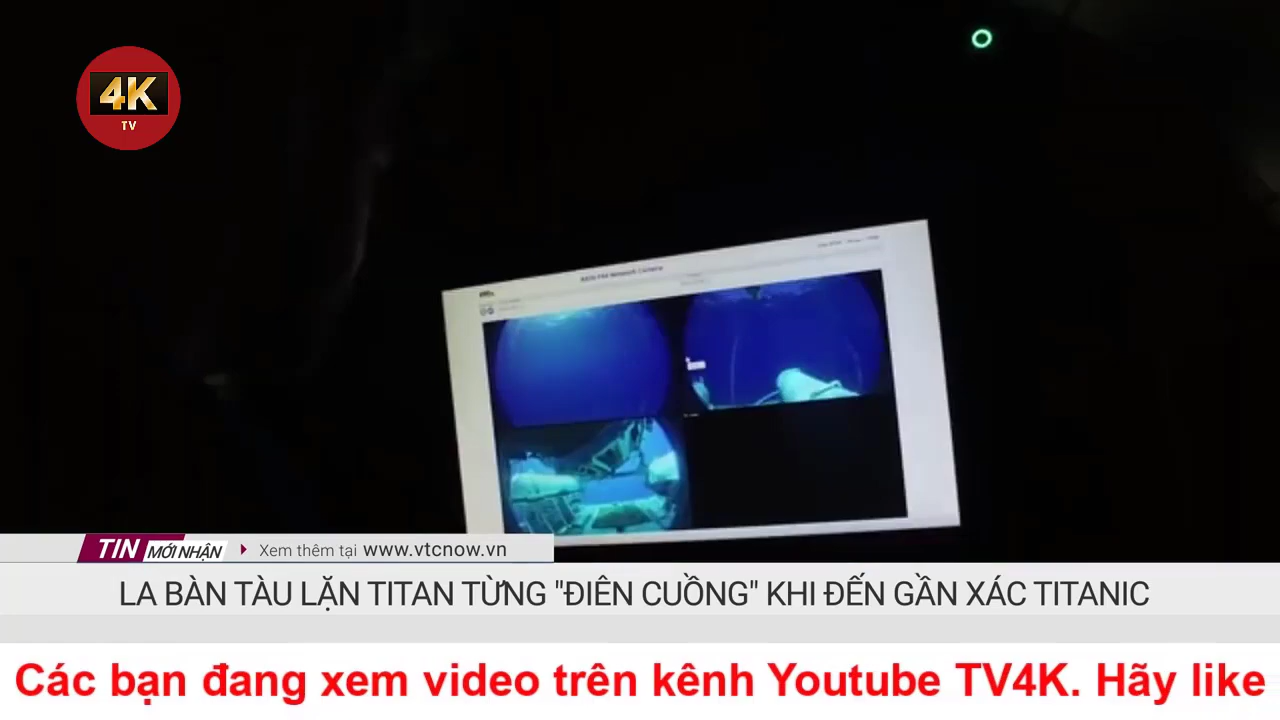 4K
TV
TIN MỚI NHẬN Xem thêm tại www.vtcnow.vn
LA BÀN TÀU LẶN TITAN TỪNG "ĐIÊN CUỒNG" KHI ĐẾN GẦN XÁC TITANIC
Các bạn đang xem video trên kênh Youtube TV4K. Hãy like